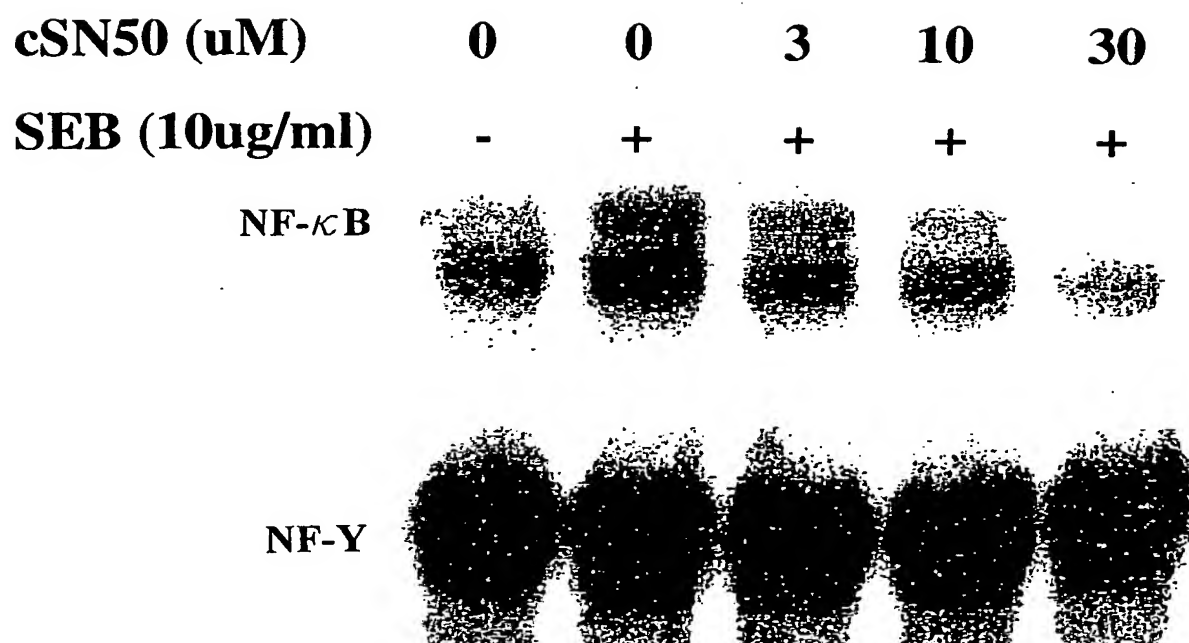 cSN50 (uM) 0 0 3 10 30
SEB (10ug/ml) - + + + +
NF-κB
NF-Y